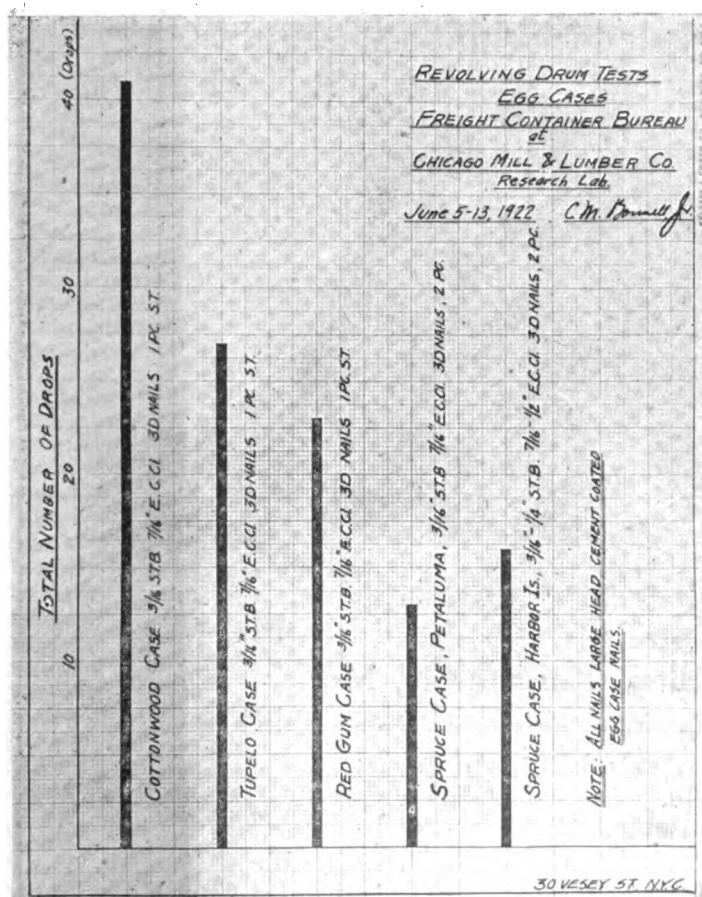 REVOLVING DRUM TESTS
EGG CASES
FREIGHT CONTAINER BUREAU
at
CHICAGO MILL & LUMBER CO.
Research Lab.
June 5-13, 1922 C.M. Bonnell Jr.
TOTAL NUMBER OF DROPS
10
20
30
40 (Drops)
COTTONWOOD CASE 3/16 ST.B 7/16" E.C.Cl 3D NAILS 1 PC. S.T.
TUPELO CASE 3/16" ST.B 7/16" E.C.Cl 3D NAILS 1 PC. S.T.
RED GUM CASE 3/16" S.T.B. 7/16" E.C.Cl 3D NAILS 1 PC. S.T
SPRUCE CASE, PETALUMA, 3/16" ST.B 7/16" E.C.Cl. 3D NAILS, 2 PC.
SPRUCE CASE, HARBOR IS., 3/16"-1/4" ST.B. 7/16"-1/2" E.C.Cl. 3D NAILS, 2 PC.
NOTE: ALL NAILS LARGE HEAD CEMENT COATED
EGG CASE NAILS.
30 VESEY ST. N.Y.C.